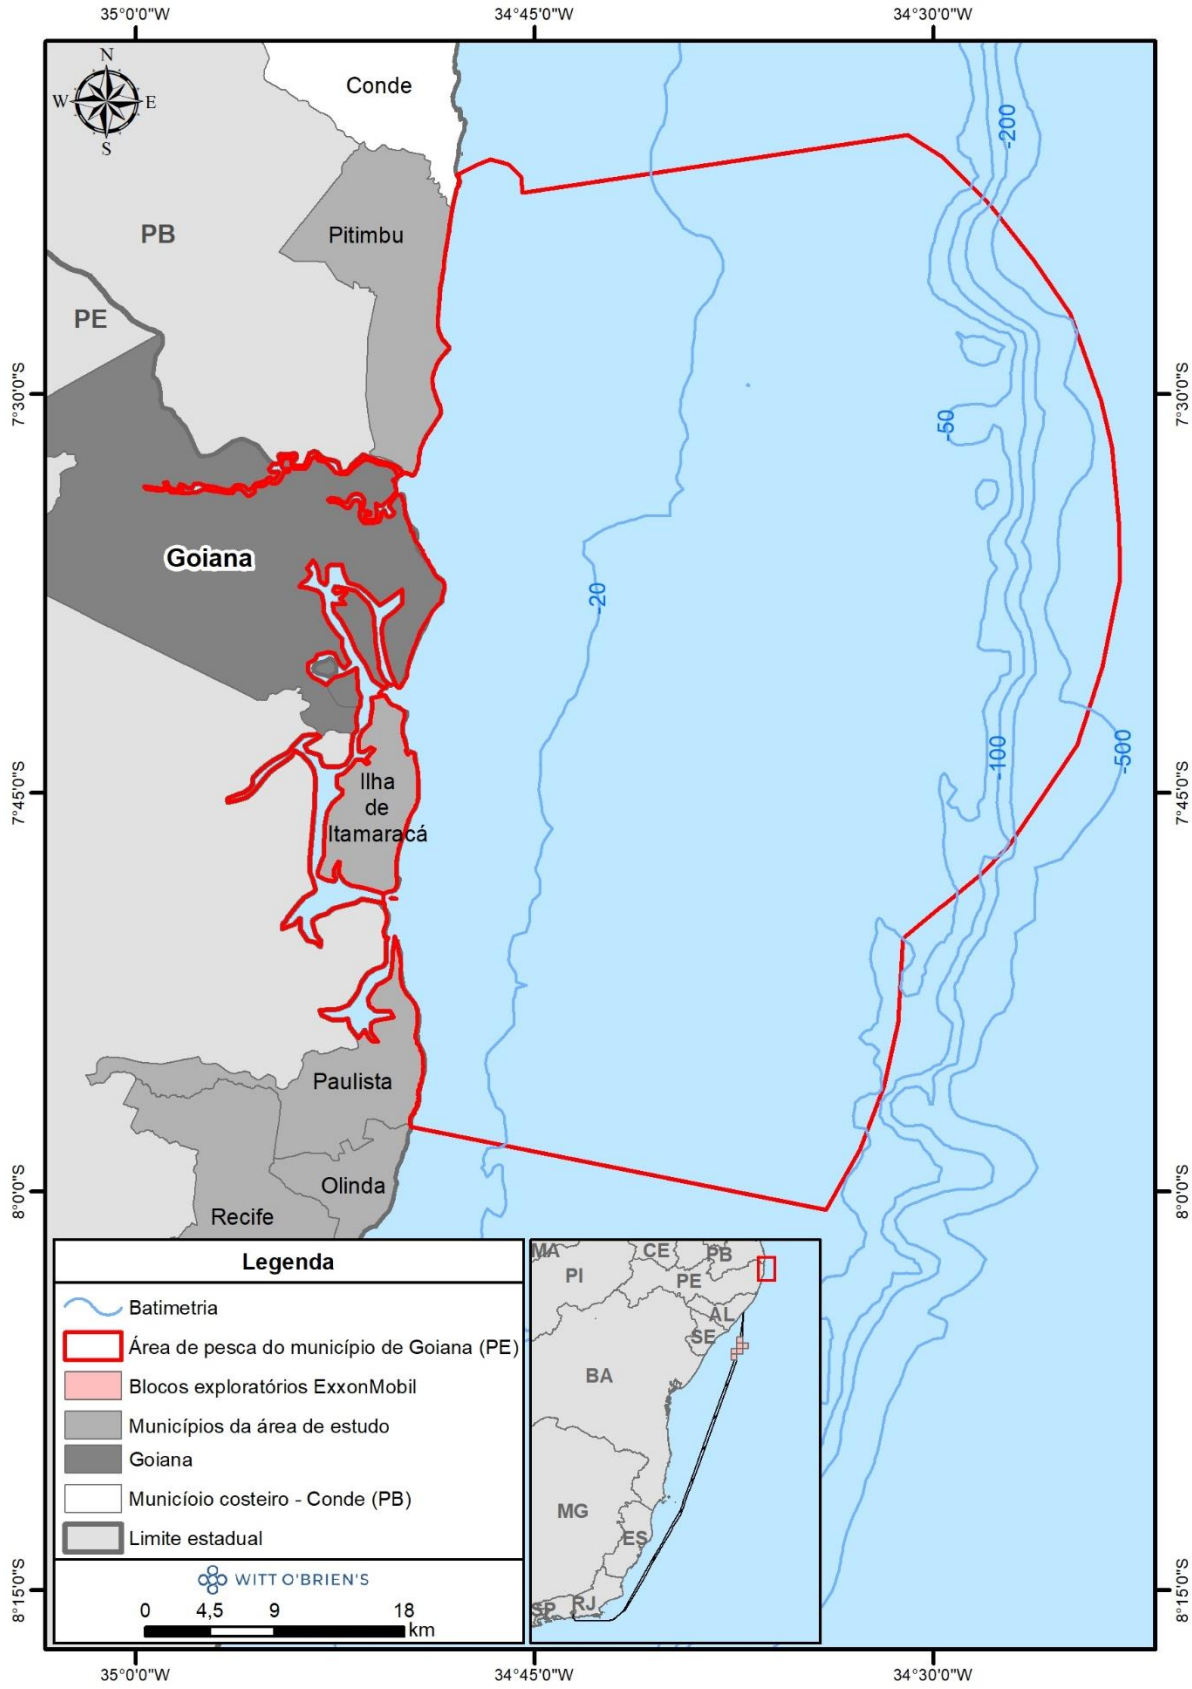 35°0'0"W
34°45'0"W
34°30'0"W
N
W
E
S
Conde
-200
PB
Pitimbu
PE
7°30'0"S
7°30'0"S
-50
Goiana
-20
-100
-500
7°45'0"S
7°45'0"S
Ilha
de
Itamaracá
Paulista
Olinda
8°0'0"S
8°0'0"S
Recife
Legenda
Batimetria
Área de pesca do município de Goiana (PE)
Blocos exploratórios ExxonMobil
Municípios da área de estudo
Goiana
Municíoio costeiro - Conde (PB)
Limite estadual
WITT O'BRIEN'S
0 4,5 9 18
km
MA
CE
PB
PI
PE
AL
SE
BA
MG
ES
SP
RJ
8°15'0"S
8°15'0"S
35°0'0"W
34°45'0"W
34°30'0"W